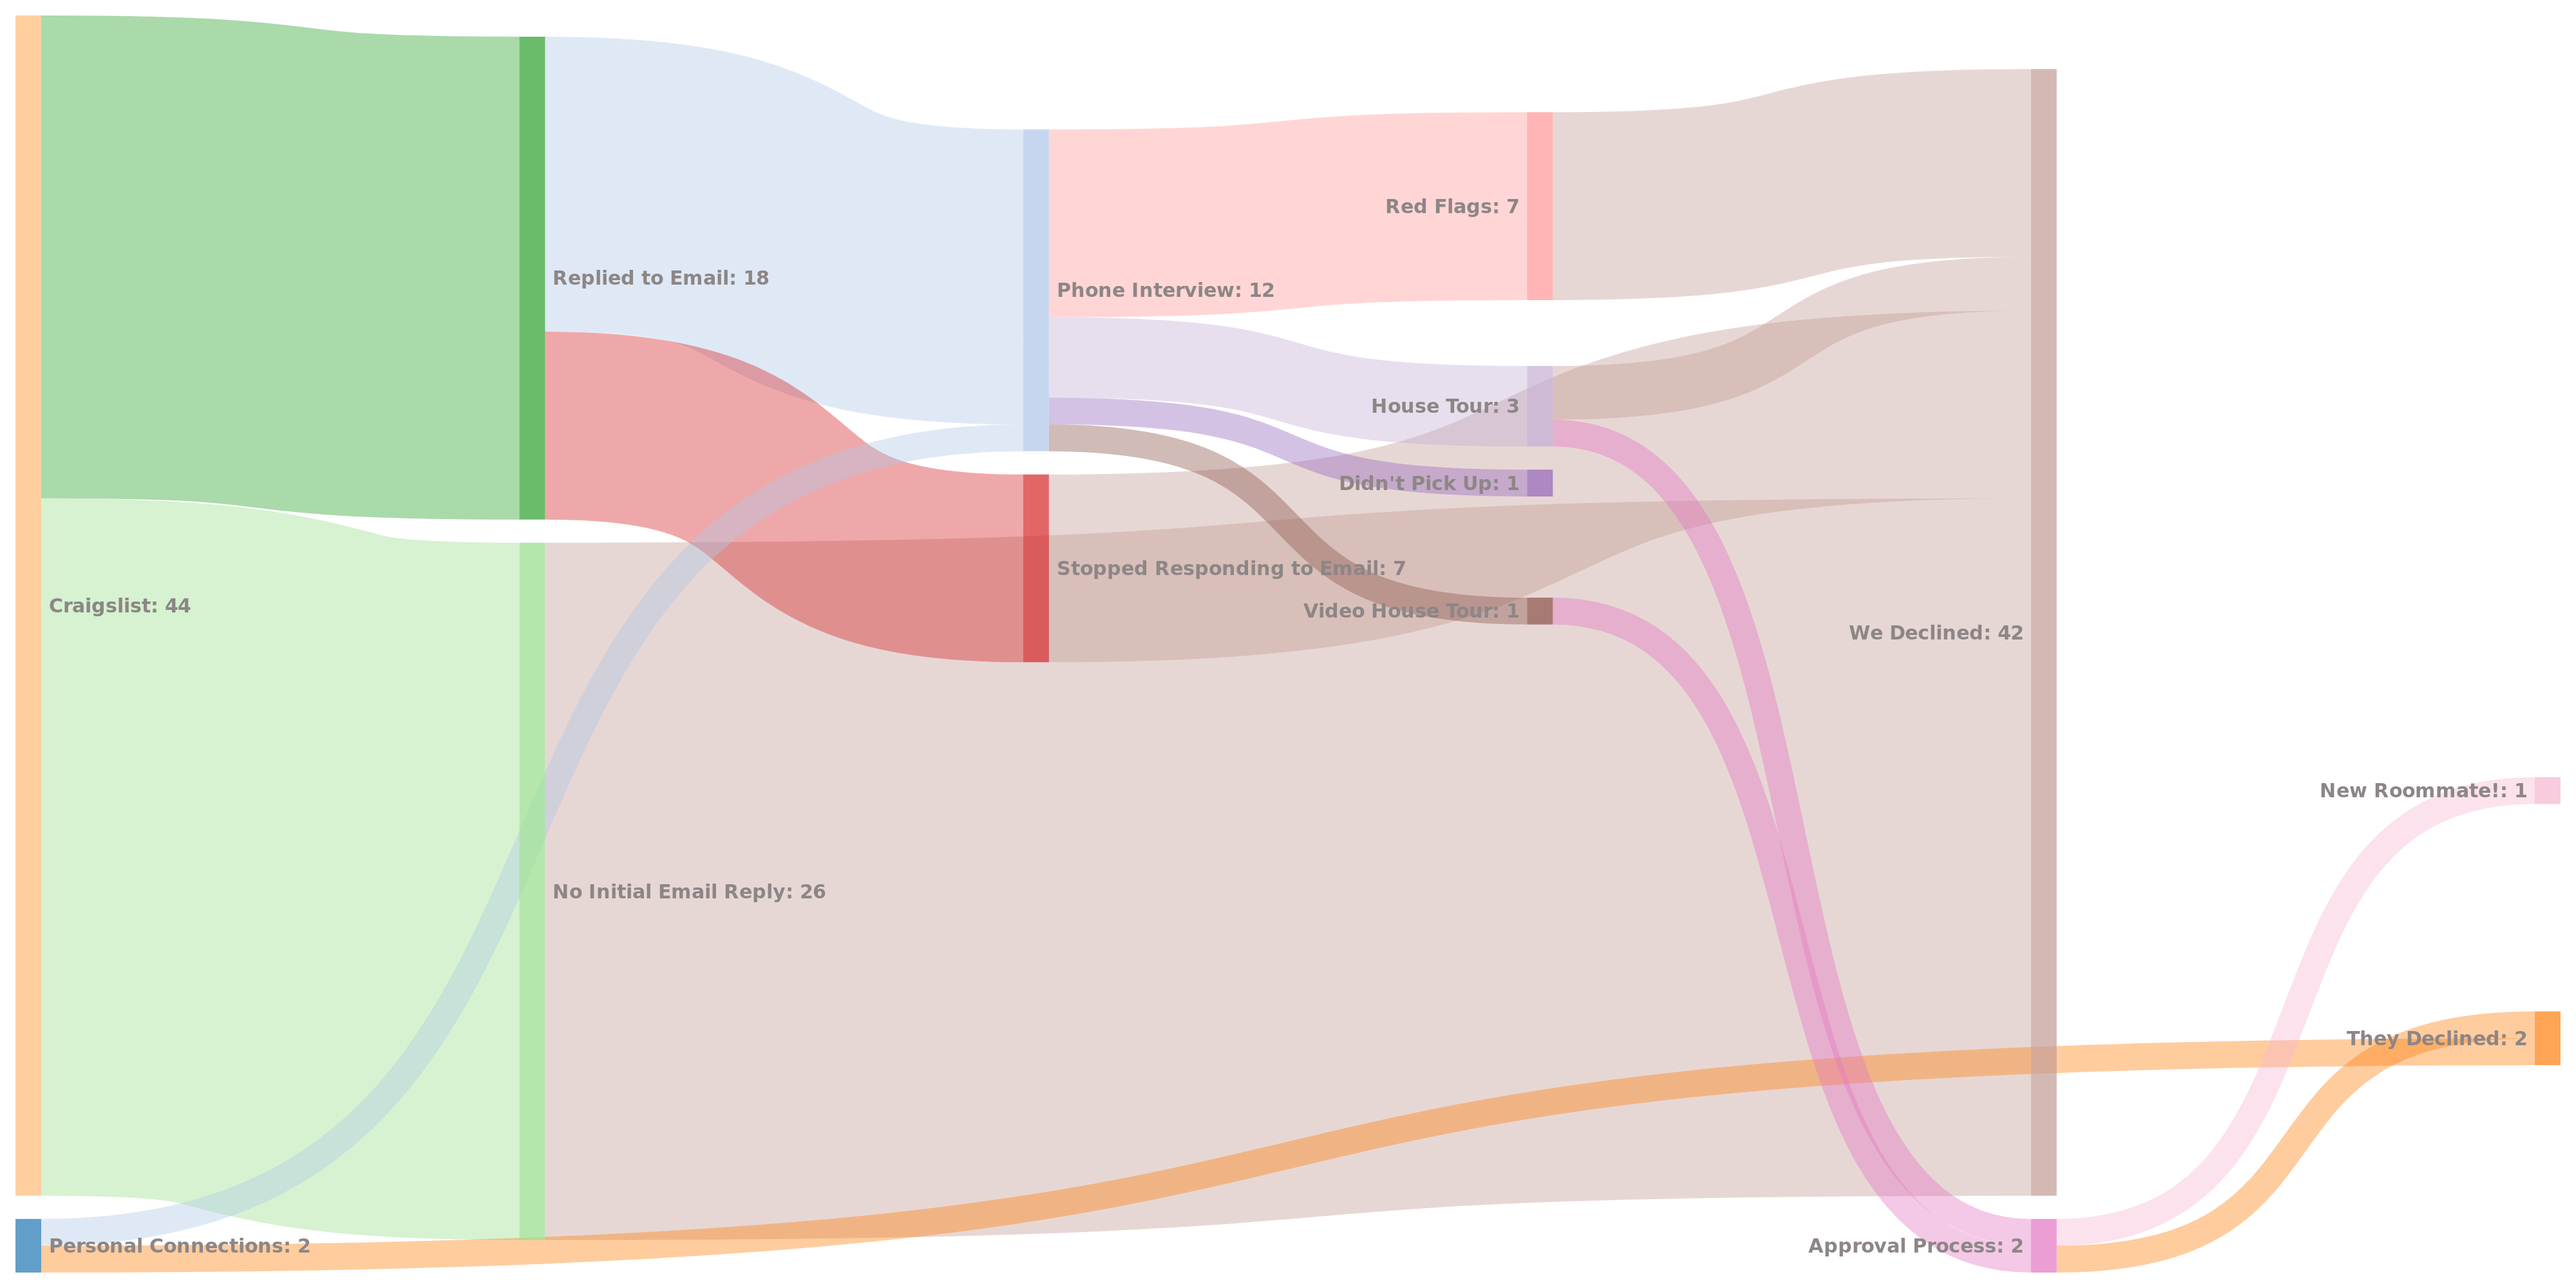 Craigslist: 44
Personal Connections: 2
Replied to Email: 18
No Initial Email Reply: 26
Phone Interview: 12
Stopped Responding to Email: 7
Red Flags: 7
House Tour: 3
Didn't Pick Up: 1
Video House Tour: 1
We Declined: 42
Approval Process: 2
New Roommate!: 1
They Declined: 2